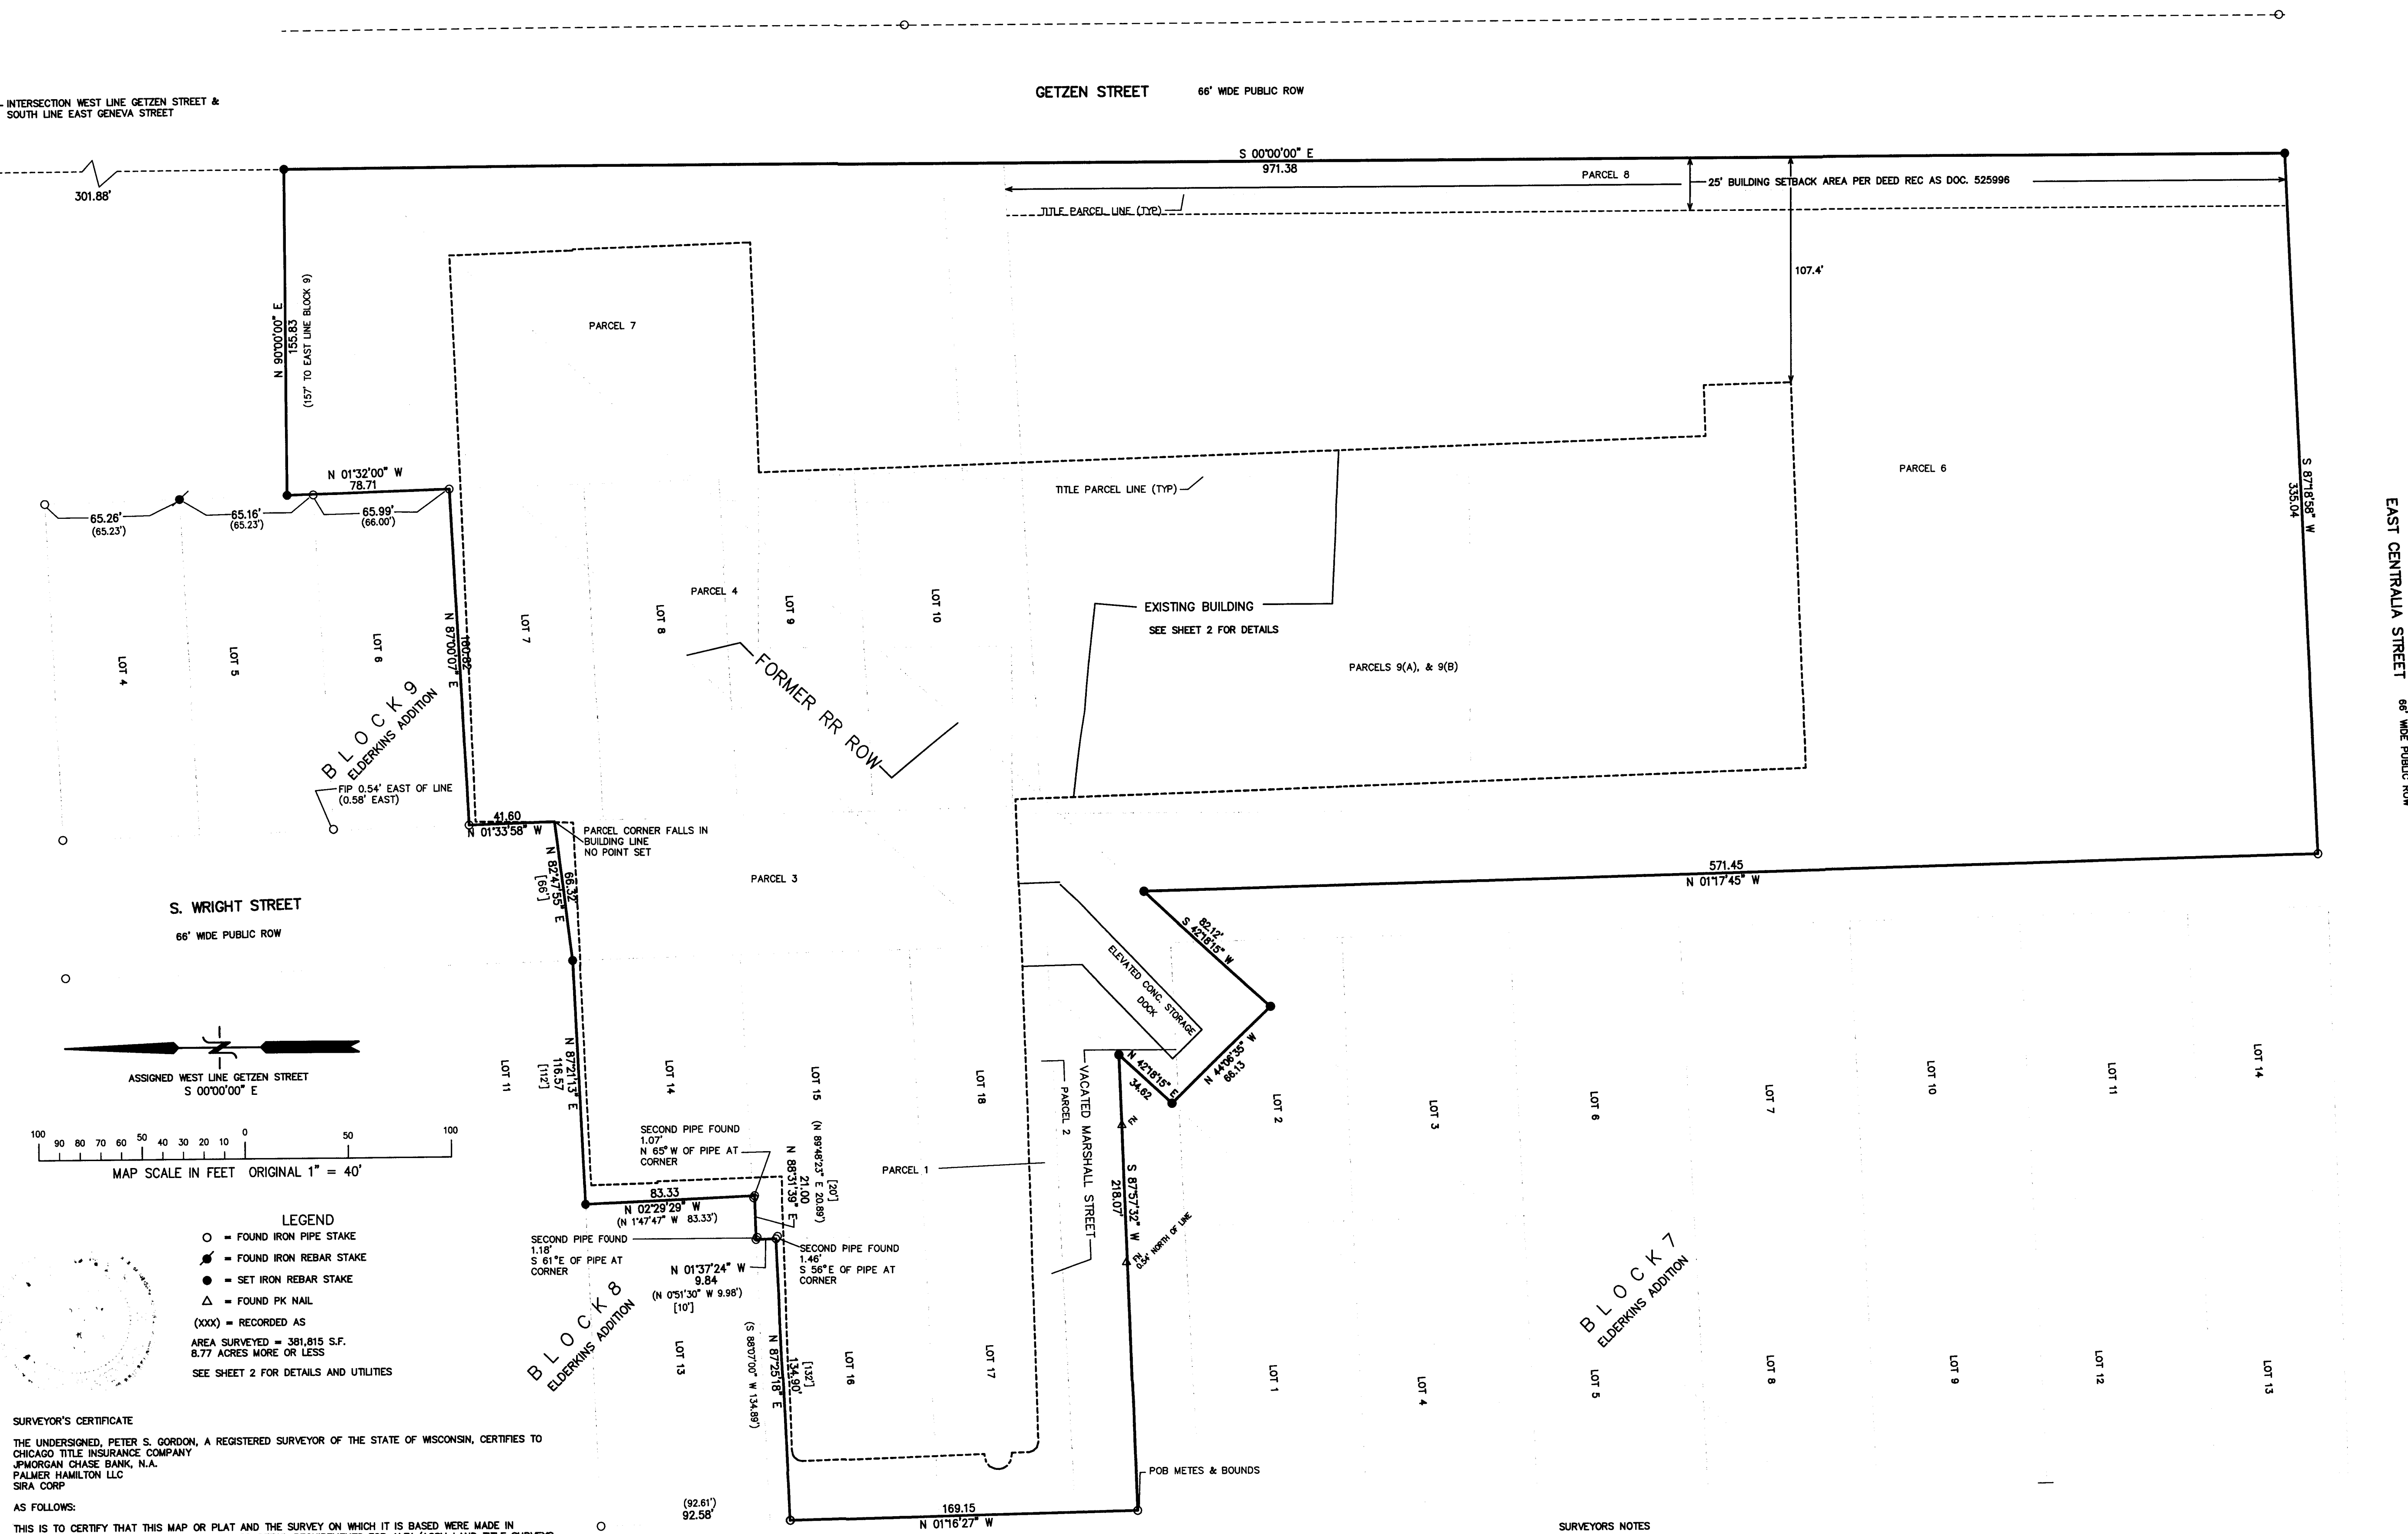 INTERSECTION WEST LINE GETZEN STREET &
SOUTH LINE EAST GENEVA STREET
GETZEN STREET 66' WIDE PUBLIC ROW
301.88'
S 00°00'00" E
971.38
PARCEL 8
25' BUILDING SETBACK AREA PER DEED REC AS DOC. 525996
TITLE PARCEL LINE (TYP)
107.4'
N 90°00'00" E
155.83
(157' TO EAST LINE BLOCK 9)
PARCEL 7
N 01°32'00" W
78.71
65.26'
(65.23')
65.16'
(65.23')
65.99'
(66.00')
TITLE PARCEL LINE (TYP)
PARCEL 6
S 87°18'58" W
335.04
EAST CENTRALIA STREET 66' WIDE PUBLIC ROW
LOT 4
LOT 5
LOT 6
N 87°00'07" E
160.82
LOT 7
LOT 8
PARCEL 4
LOT 9
LOT 10
EXISTING BUILDING
SEE SHEET 2 FOR DETAILS
PARCELS 9(A), & 9(B)
FORMER RR ROW
BLOCK 9
ELDERKINS ADDITION
FIP 0.54' EAST OF LINE
(0.58' EAST)
41.60
N 01°33'58" W
PARCEL CORNER FALLS IN
BUILDING LINE
NO POINT SET
N 82°47'55" E
66.32'
[66']
PARCEL 3
571.45
N 01°17'45" W
S. WRIGHT STREET
66' WIDE PUBLIC ROW
82.12'
S 42°18'15" W
ELEVATED CONC. STORAGE
DOCK
N 44°06'35" W
66.13
N 42°18'15" E
34.62
ASSIGNED WEST LINE GETZEN STREET
S 00°00'00" E
N 87°21'13" E
116.57
[112']
LOT 11
LOT 14
LOT 15
LOT 18
PARCEL 2
VACATED MARSHALL STREET
FN
LOT 2
LOT 3
LOT 6
LOT 7
LOT 10
LOT 11
LOT 14
100 90 80 70 60 50 40 30 20 10 0 50 100
MAP SCALE IN FEET ORIGINAL 1" = 40'
SECOND PIPE FOUND
1.07'
N 65° W OF PIPE AT
CORNER
N 88°31'39" E
21.00
(N 89°48'23" E 20.89')
[20']
PARCEL 1
S 87°57'32" W
218.07'
FN
0.54' NORTH OF LINE
83.33
N 02°29'29" W
(N 1°47'47" W 83.33')
LEGEND
= FOUND IRON PIPE STAKE
= FOUND IRON REBAR STAKE
= SET IRON REBAR STAKE
= FOUND PK NAIL
(XXX) = RECORDED AS
AREA SURVEYED = 381,815 S.F.
8.77 ACRES MORE OR LESS
SEE SHEET 2 FOR DETAILS AND UTILITIES
SECOND PIPE FOUND
1.18'
S 61°E OF PIPE AT
CORNER
SECOND PIPE FOUND
1.46'
S 56°E OF PIPE AT
CORNER
N 01°37'24" W
9.84
(N 0°51'30" W 9.98')
[10']
BLOCK 8
ELDERKINS ADDITION
BLOCK 7
ELDERKINS ADDITION
LOT 13
(S 88°07'00" W 134.89')
N 87°25'18" E
134.90'
[132']
LOT 16
LOT 17
LOT 1
LOT 4
LOT 5
LOT 8
LOT 9
LOT 12
LOT 13
POB METES & BOUNDS
(92.61')
92.58'
169.15
N 01°16'27" W
SURVEYOR'S CERTIFICATE
THE UNDERSIGNED, PETER S. GORDON, A REGISTERED SURVEYOR OF THE STATE OF WISCONSIN, CERTIFIES TO
CHICAGO TITLE INSURANCE COMPANY
JPMORGAN CHASE BANK, N.A.
PALMER HAMILTON LLC
SIRA CORP
AS FOLLOWS:
THIS IS TO CERTIFY THAT THIS MAP OR PLAT AND THE SURVEY ON WHICH IT IS BASED WERE MADE IN
SURVEYORS NOTES